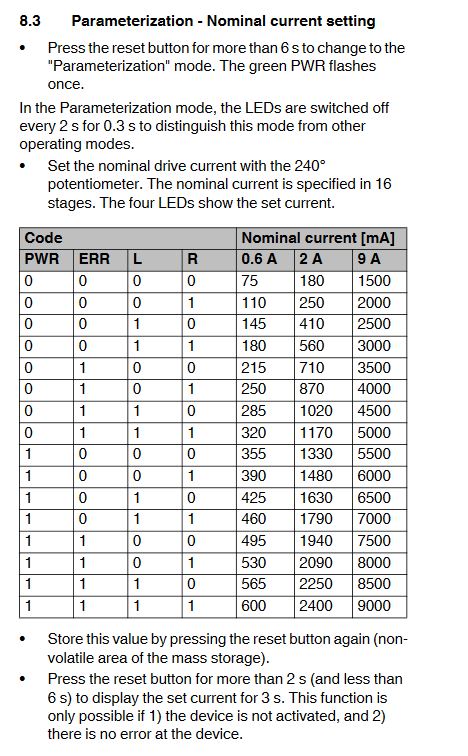 8.3 Parameterization - Nominal current setting
• Press the reset button for more than 6 s to change to the
"Parameterization" mode. The green PWR flashes
once.
In the Parameterization mode, the LEDs are switched off
every 2 s for 0.3 s to distinguish this mode from other
operating modes.
• Set the nominal drive current with the 240°
potentiometer. The nominal current is specified in 16
stages. The four LEDs show the set current.
Code Nominal current [mA]
PWR ERR L R 0.6 A 2 A 9 A
0 0 0 0 75 180 1500
0 0 0 1 110 250 2000
0 0 1 0 145 410 2500
0 0 1 1 180 560 3000
0 1 0 0 215 710 3500
0 1 0 1 250 870 4000
0 1 1 0 285 1020 4500
0 1 1 1 320 1170 5000
1 0 0 0 355 1330 5500
1 0 0 1 390 1480 6000
1 0 1 0 425 1630 6500
1 0 1 1 460 1790 7000
1 1 0 0 495 1940 7500
1 1 0 1 530 2090 8000
1 1 1 0 565 2250 8500
1 1 1 1 600 2400 9000
• Store this value by pressing the reset button again (non-
volatile area of the mass storage).
• Press the reset button for more than 2 s (and less than
6 s) to display the set current for 3 s. This function is
only possible if 1) the device is not activated, and 2)
there is no error at the device.